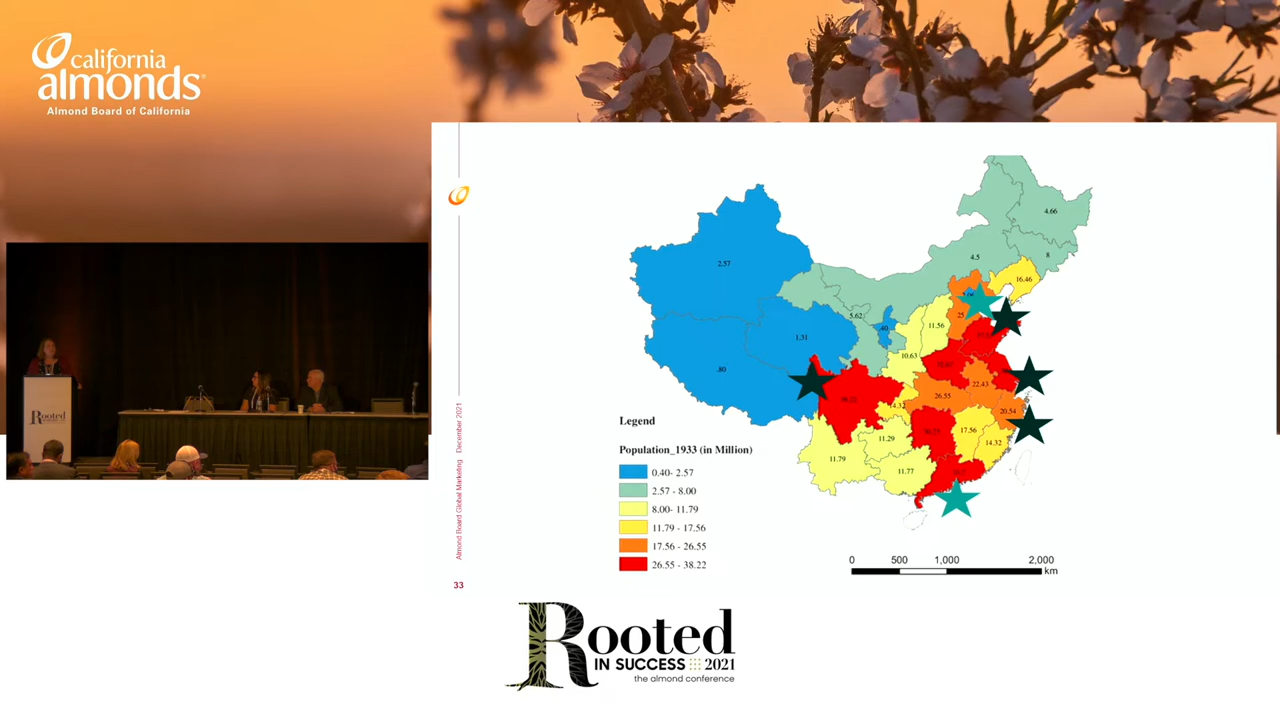 california
almonds
Almond Board of California
Rooted
Almond Board Global Marketing December 2021
33
4.66
8
4.5
2.57
16.46
5.62
.40
25
11.56
1.31
10.63
.80
22.43
26.55
20.54
11.29
17.56
14.32
11.79
11.77
Legend
Population_1933 (in Million)
0.40- 2.57
2.57 - 8.00
8.00- 11.79
11.79 - 17.56
17.56 - 26.55
26.55 - 38.22
0 500 1,000 2,000
km
Rooted
IN SUCCESS 2021
the almond conference